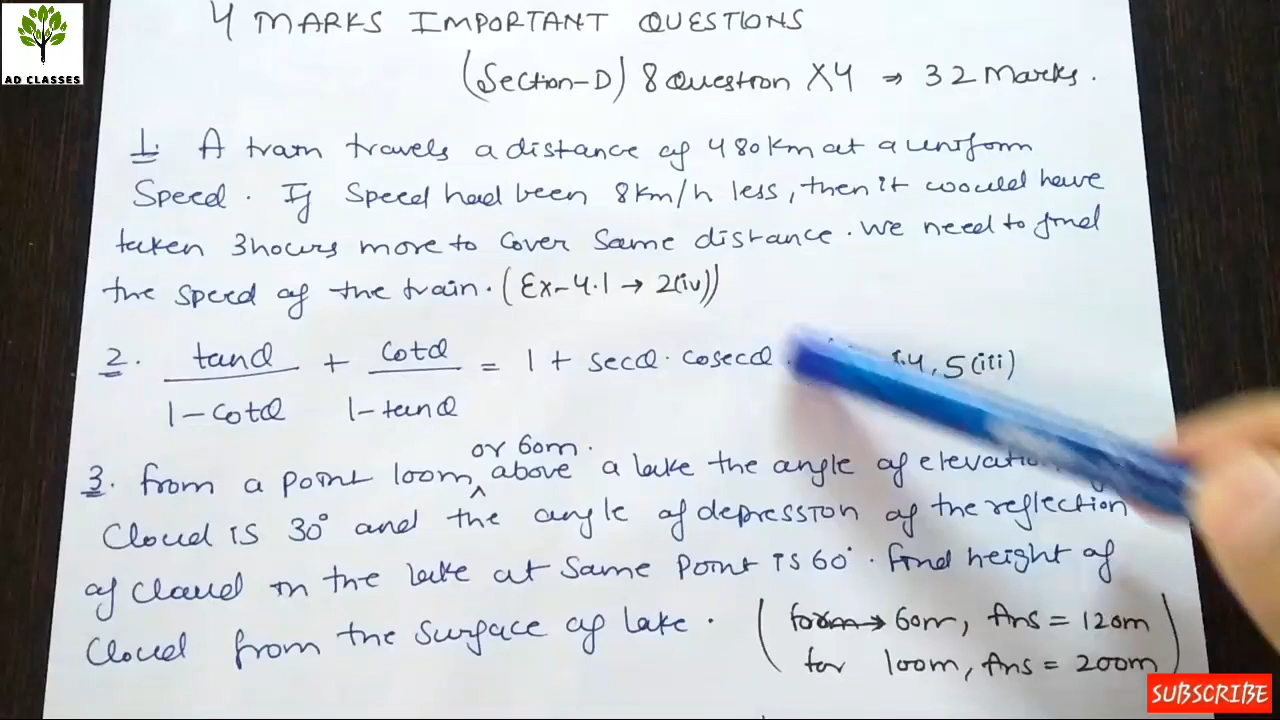 AD CLASSES
4 MARKS IMPORTANT QUESTIONS
(Section-D) 8 Question X4 ⇒ 32 Marks.
1. A train travels a distance of 480km at a uniform
Speed. If Speed had been 8km/h less, then it would have
taken 3hours more to Cover Same distance. We need to find
the speed of the train. (Ex-4.1 → 2(iv))
2. tanθ/1-cotθ + cotθ/1-tanθ = 1 + secθ. cosecθ. .4, 5(iii)
or 60m.
3. from a point 100m ^ above a lake the angle of elevation
Cloud is 30° and the angle of depression of the reflection
of Cloud in the lake at Same Point is 60°. find height of
Cloud from the surface of lake.
(for → 60m, Ans = 120m
for 100m, Ans = 200m)
SUBSCRIBE